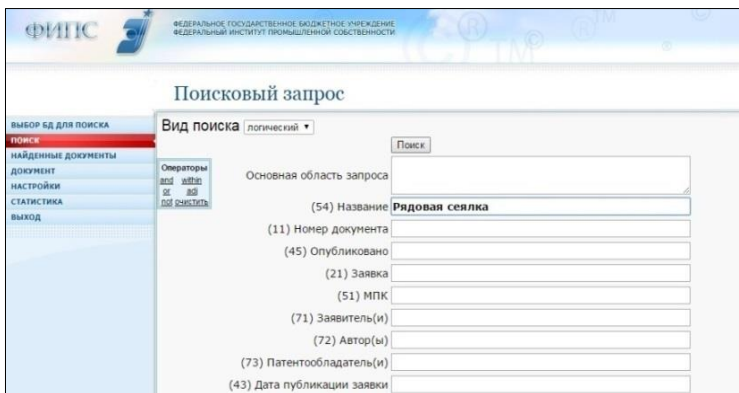 ФИПС
ФЕДЕРАЛЬНОЕ ГОСУДАРСТВЕННОЕ БЮДЖЕТНОЕ УЧРЕЖДЕНИЕ
ФЕДЕРАЛЬНЫЙ ИНСТИТУТ ПРОМЫШЛЕННОЙ СОБСТВЕННОСТИ
Поисковый запрос
ВЫБОР БД ДЛЯ ПОИСКА
ПОИСК
НАЙДЕННЫЕ ДОКУМЕНТЫ
ДОКУМЕНТ
НАСТРОЙКИ
СТАТИСТИКА
ВЫХОД
Вид поиска логический
Поиск
Операторы
and within
or adj
not очистить
Основная область запроса
(54) Название Рядовая сеялка
(11) Номер документа
(45) Опубликовано
(21) Заявка
(51) МПК
(71) Заявитель(и)
(72) Автор(ы)
(73) Патентообладатель(и)
(43) Дата публикации заявки